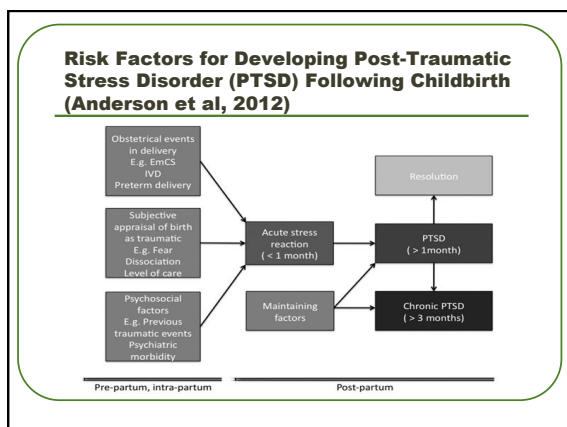 Risk Factors for Developing Post-Traumatic
Stress Disorder (PTSD) Following Childbirth
(Anderson et al, 2012)
Obstetrical events
in delivery
E.g. EmCS
IVD
Preterm delivery
Subjective
appraisal of birth
as traumatic
E.g. Fear
Dissociation
Level of care
Psychosocial
factors
E.g. Previous
traumatic events
Psychiatric
morbidity
Acute stress
reaction
( < 1 month)
Maintaining
factors
Resolution
PTSD
( > 1month)
Chronic PTSD
( > 3 months)
Pre-partum, intra-partum
Post-partum